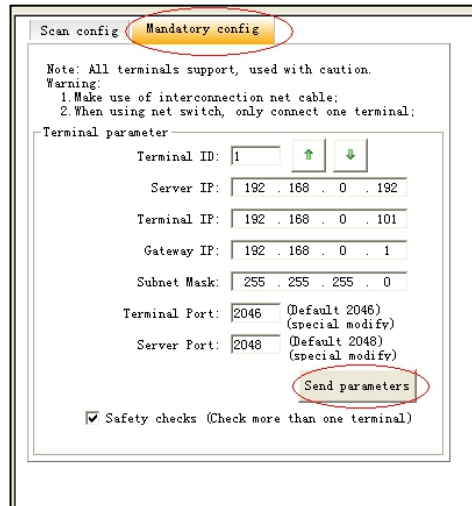 Scan config Mandatory config
Note: All terminals support, used with caution.
Warning:
1.Make use of interconnection net cable;
2.When using net switch, only connect one terminal;
Terminal parameter
Terminal ID: 1
Server IP: 192 . 168 . 0 . 192
Terminal IP: 192 . 168 . 0 . 101
Gateway IP: 192 . 168 . 0 . 1
Subnet Mask: 255 . 255 . 255 . 0
Terminal Port: 2046 (Default 2046)
(special modify)
Server Port: 2048 (Default 2048)
(special modify)
Send parameters
Safety checks (Check more than one terminal)